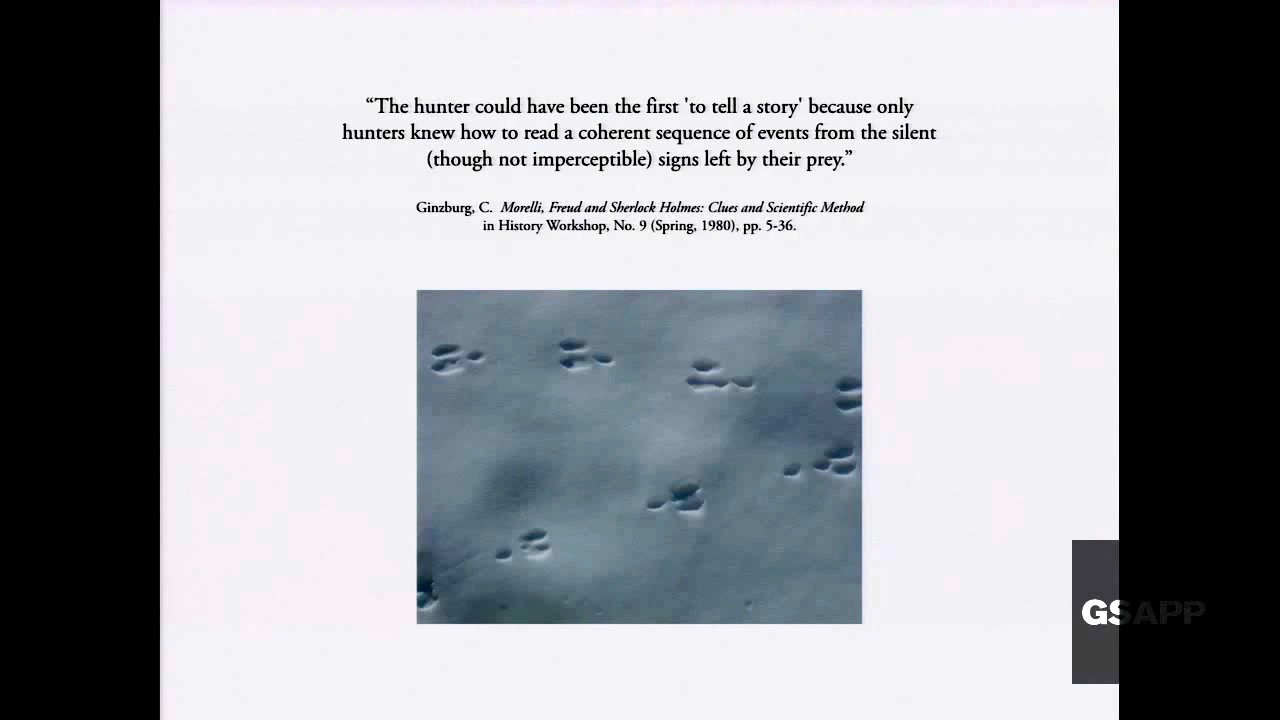 “The hunter could have been the first 'to tell a story' because only
hunters knew how to read a coherent sequence of events from the silent
(though not imperceptible) signs left by their prey.”
Ginzburg, C. Morelli, Freud and Sherlock Holmes: Clues and Scientific Method
in History Workshop, No. 9 (Spring, 1980), pp. 5-36.
GSAPP